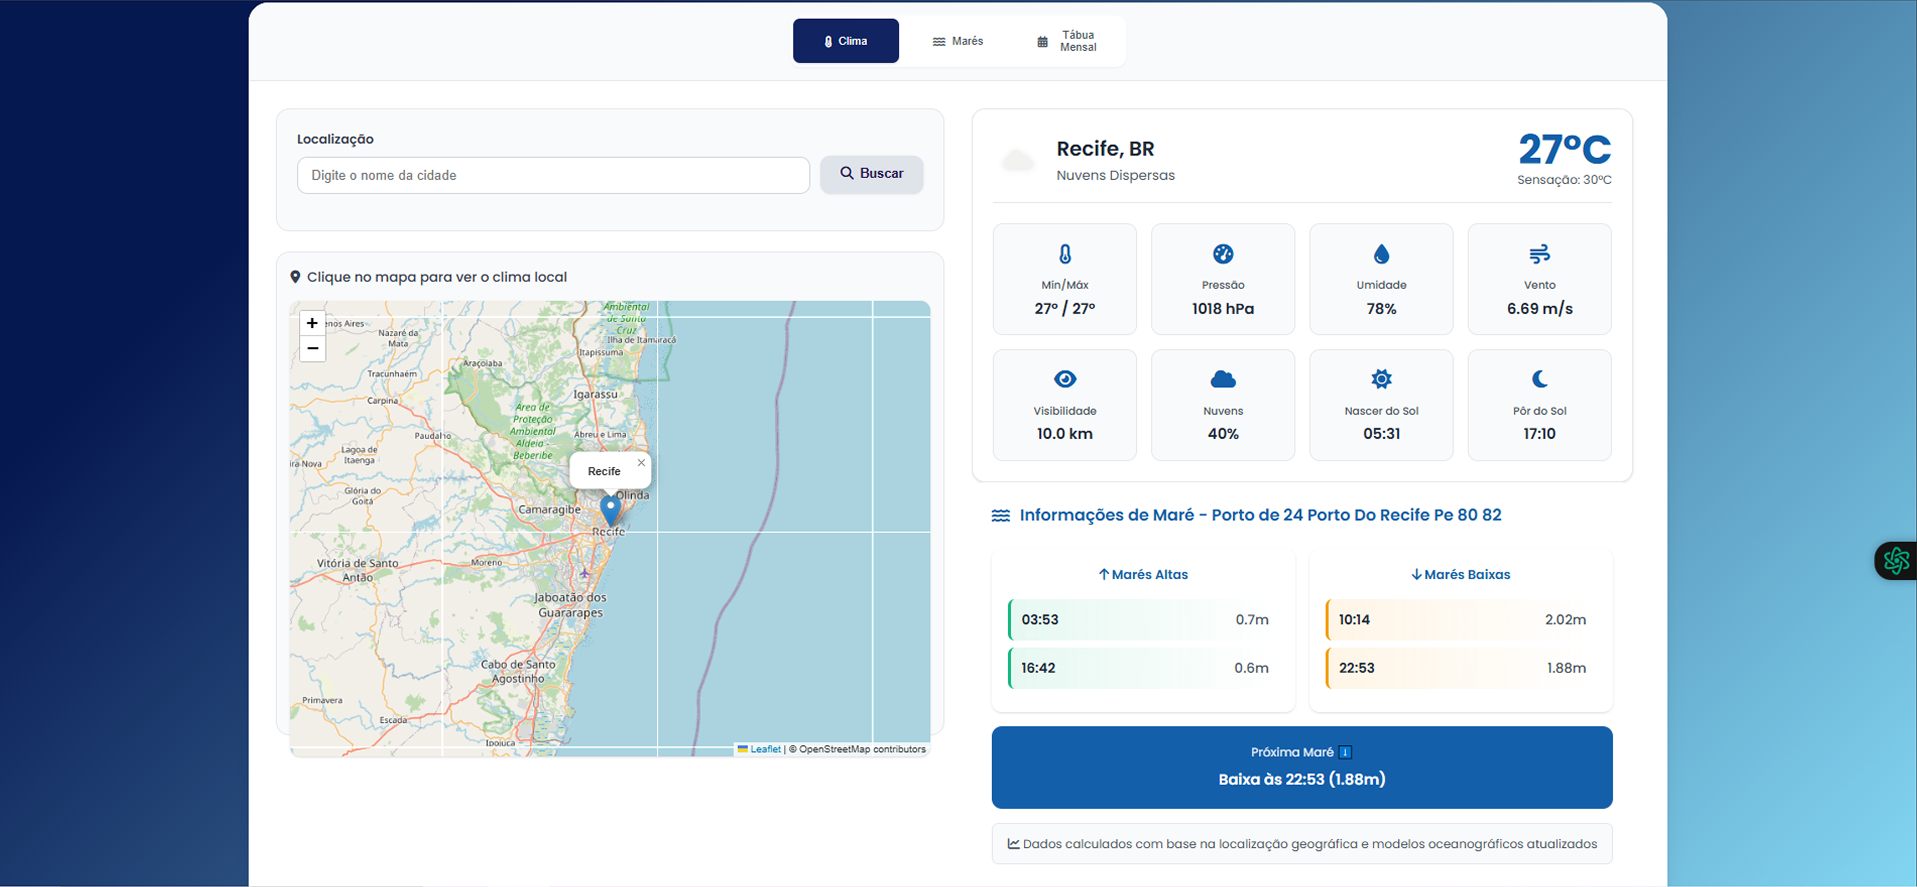 Clima
Marés
Tábua
Mensal
Localização
Digite o nome da cidade
Buscar
Clique no mapa para ver o clima local
+
−
enos Aires
Nazaré da
Mata
Tracunhaém
Carpina
Paudalho
Lagoa de
Itaenga
ira-Nova
Glória do
Goitá
Araçoiaba
Ambiental
de Santa
Cruz
Ilha de Itamaracá
Itapissuma
Igarassu
Área de
Proteção
Ambiental
Aldeia -
Beberibe
Abreu e Lima
Recife
×
Olinda
Camaragibe
Recife
Moreno
Vitória de Santo
Antão
Jaboatão dos
Guararapes
Cabo de Santo
Agostinho
Primavera
Escada
Ipojuca
Leaflet | © OpenStreetMap contributors
Recife, BR
Nuvens Dispersas
27°C
Sensação: 30°C
Mín/Máx
27° / 27°
Pressão
1018 hPa
Umidade
78%
Vento
6.69 m/s
Visibilidade
10.0 km
Nuvens
40%
Nascer do Sol
05:31
Pôr do Sol
17:10
Informações de Maré - Porto de 24 Porto Do Recife Pe 80 82
Marés Altas
03:53 0.7m
16:42 0.6m
Marés Baixas
10:14 2.02m
22:53 1.88m
Próxima Maré
Baixa às 22:53 (1.88m)
Dados calculados com base na localização geográfica e modelos oceanográficos atualizados